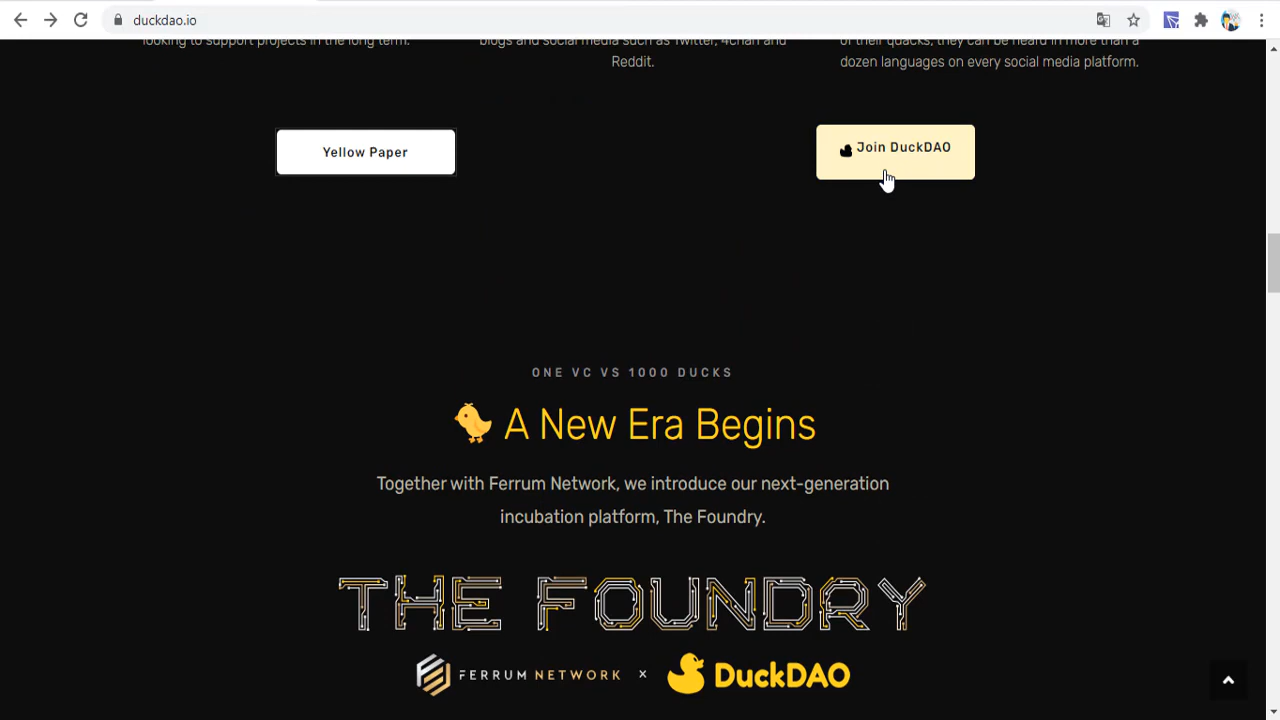 duckdao.io
looking to support projects in the long term.
blogs and social media such as Twitter, 4chan and
Reddit.
of their quacks, they can be heard in more than a
dozen languages on every social media platform.
Yellow Paper
Join DuckDAO
ONE VC VS 1000 DUCKS
A New Era Begins
Together with Ferrum Network, we introduce our next-generation
incubation platform, The Foundry.
THE FOUNDRY
FERRUM NETWORK x DuckDAO